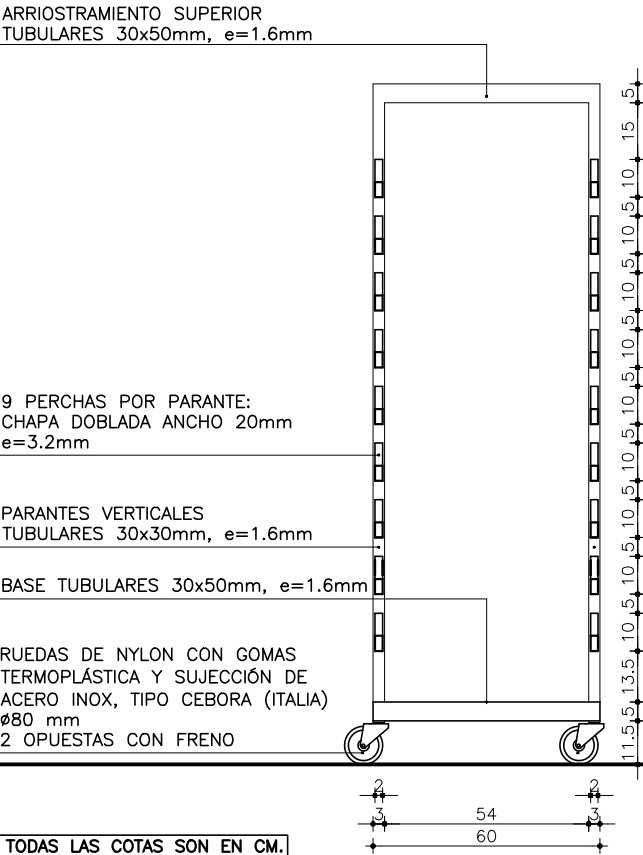 ARRIOSTRAMIENTO SUPERIOR
TUBULARES 30x50mm, e=1.6mm
9 PERCHAS POR PARANTE:
CHAPA DOBLADA ANCHO 20mm
e=3.2mm
PARANTES VERTICALES
TUBULARES 30x30mm, e=1.6mm
BASE TUBULARES 30x50mm, e=1.6mm
RUEDAS DE NYLON CON GOMAS
TERMOPLÁSTICA Y SUJECCIÓN DE
ACERO INOX, TIPO CEBORA (ITALIA)
ø80 mm
2 OPUESTAS CON FRENO
TODAS LAS COTAS SON EN CM.
5
15
10
5
10
5
10
5
10
5
10
5
10
5
10
5
10
5
10
13.5
5
11.5
2
2
3
54
3
60